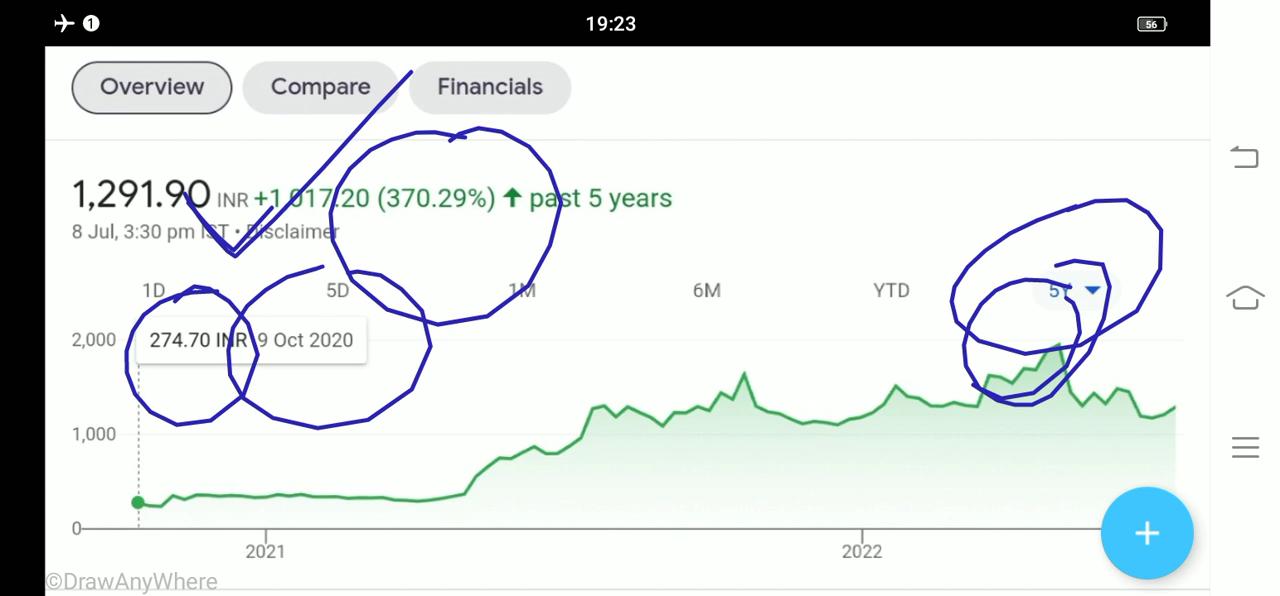 1
19:23
56
Overview Compare Financials
1,291.90 INR +1 017.20 (370.29%) ↑ past 5 years
8 Jul, 3:30 pm IST • Disclaimer
1D 5D 1M 6M YTD 5Y
2,000
274.70 INR 9 Oct 2020
1,000
0
2021 2022
+
©DrawAnyWhere